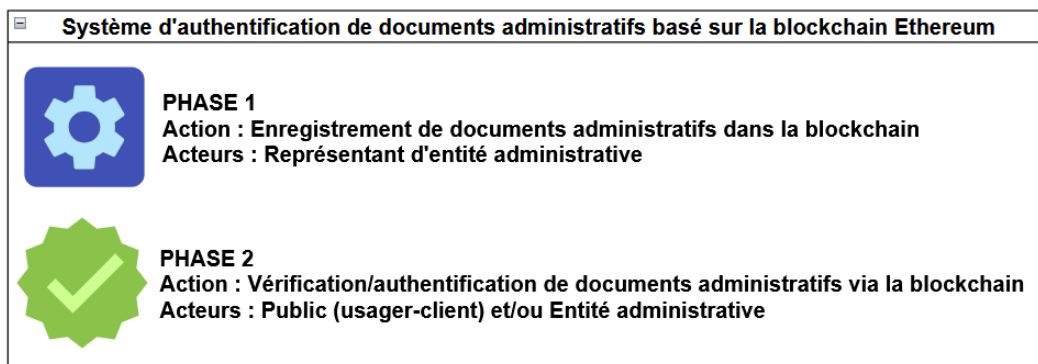 Système d'authentification de documents administratifs basé sur la blockchain Ethereum
PHASE 1
Action : Enregistrement de documents administratifs dans la blockchain
Acteurs : Représentant d'entité administrative
PHASE 2
Action : Vérification/authentification de documents administratifs via la blockchain
Acteurs : Public (usager-client) et/ou Entité administrative